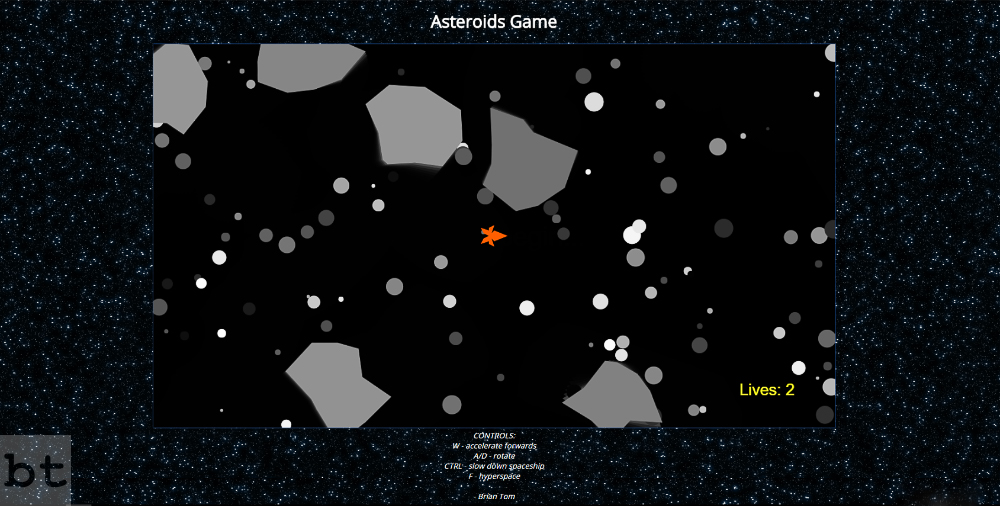 Asteroids Game
Lives: 2
CONTROLS:
W - accelerate forwards
A/D - rotate
CTRL - slow down spaceship
F - hyperspace
Brian Tom
bt